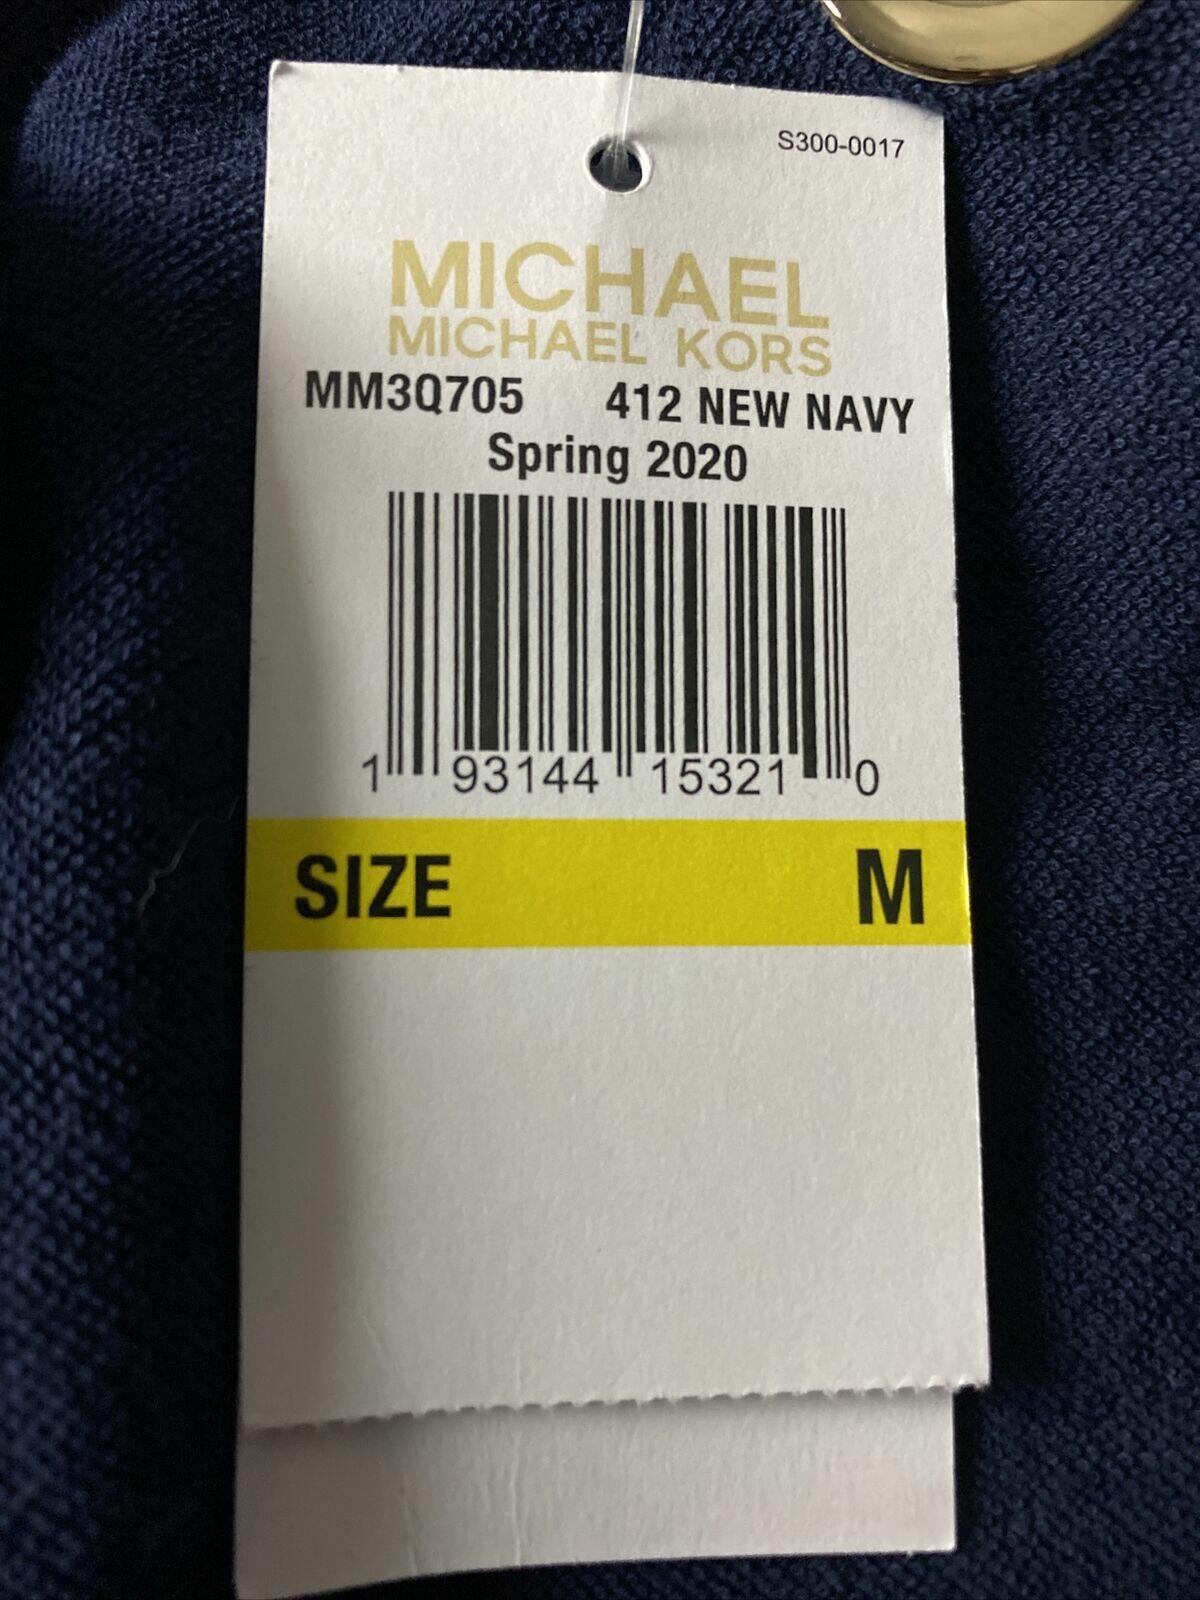 S300-0017
MICHAEL
MICHAEL KORS
MM3Q705 412 NEW NAVY
Spring 2020
1 93144 15321 0
SIZE M